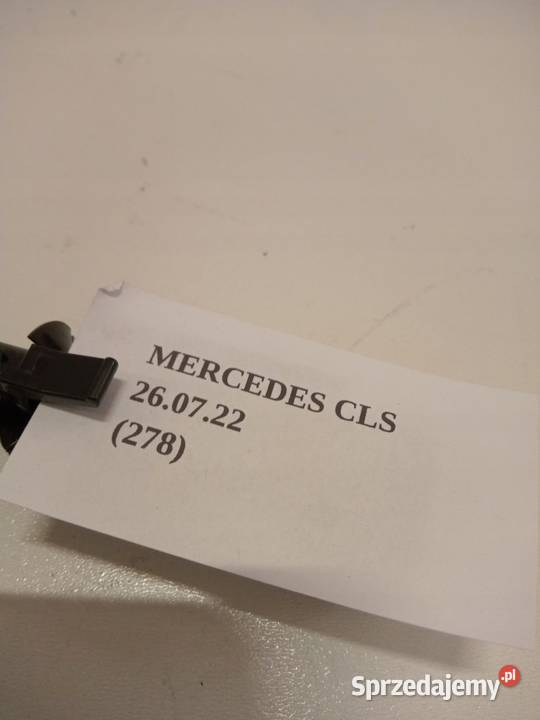 MERCEDES CLS
26.07.22
(278)
Sprzedajemy.pl